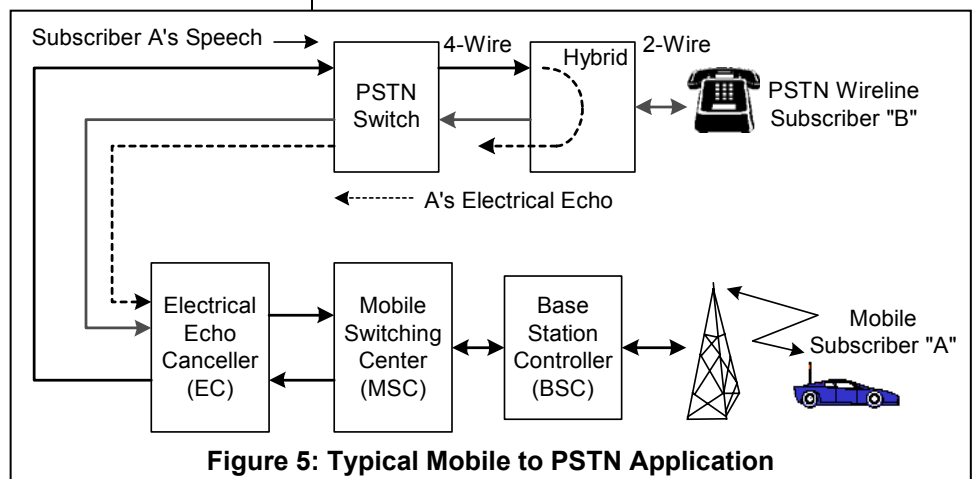 Subscriber A's Speech
4-Wire
Hybrid
2-Wire
PSTN
Switch
PSTN Wireline
Subscriber "B"
A's Electrical Echo
Electrical
Echo
Canceller
(EC)
Mobile
Switching
Center
(MSC)
Base
Station
Controller
(BSC)
Mobile
Subscriber "A"
Figure 5: Typical Mobile to PSTN Application